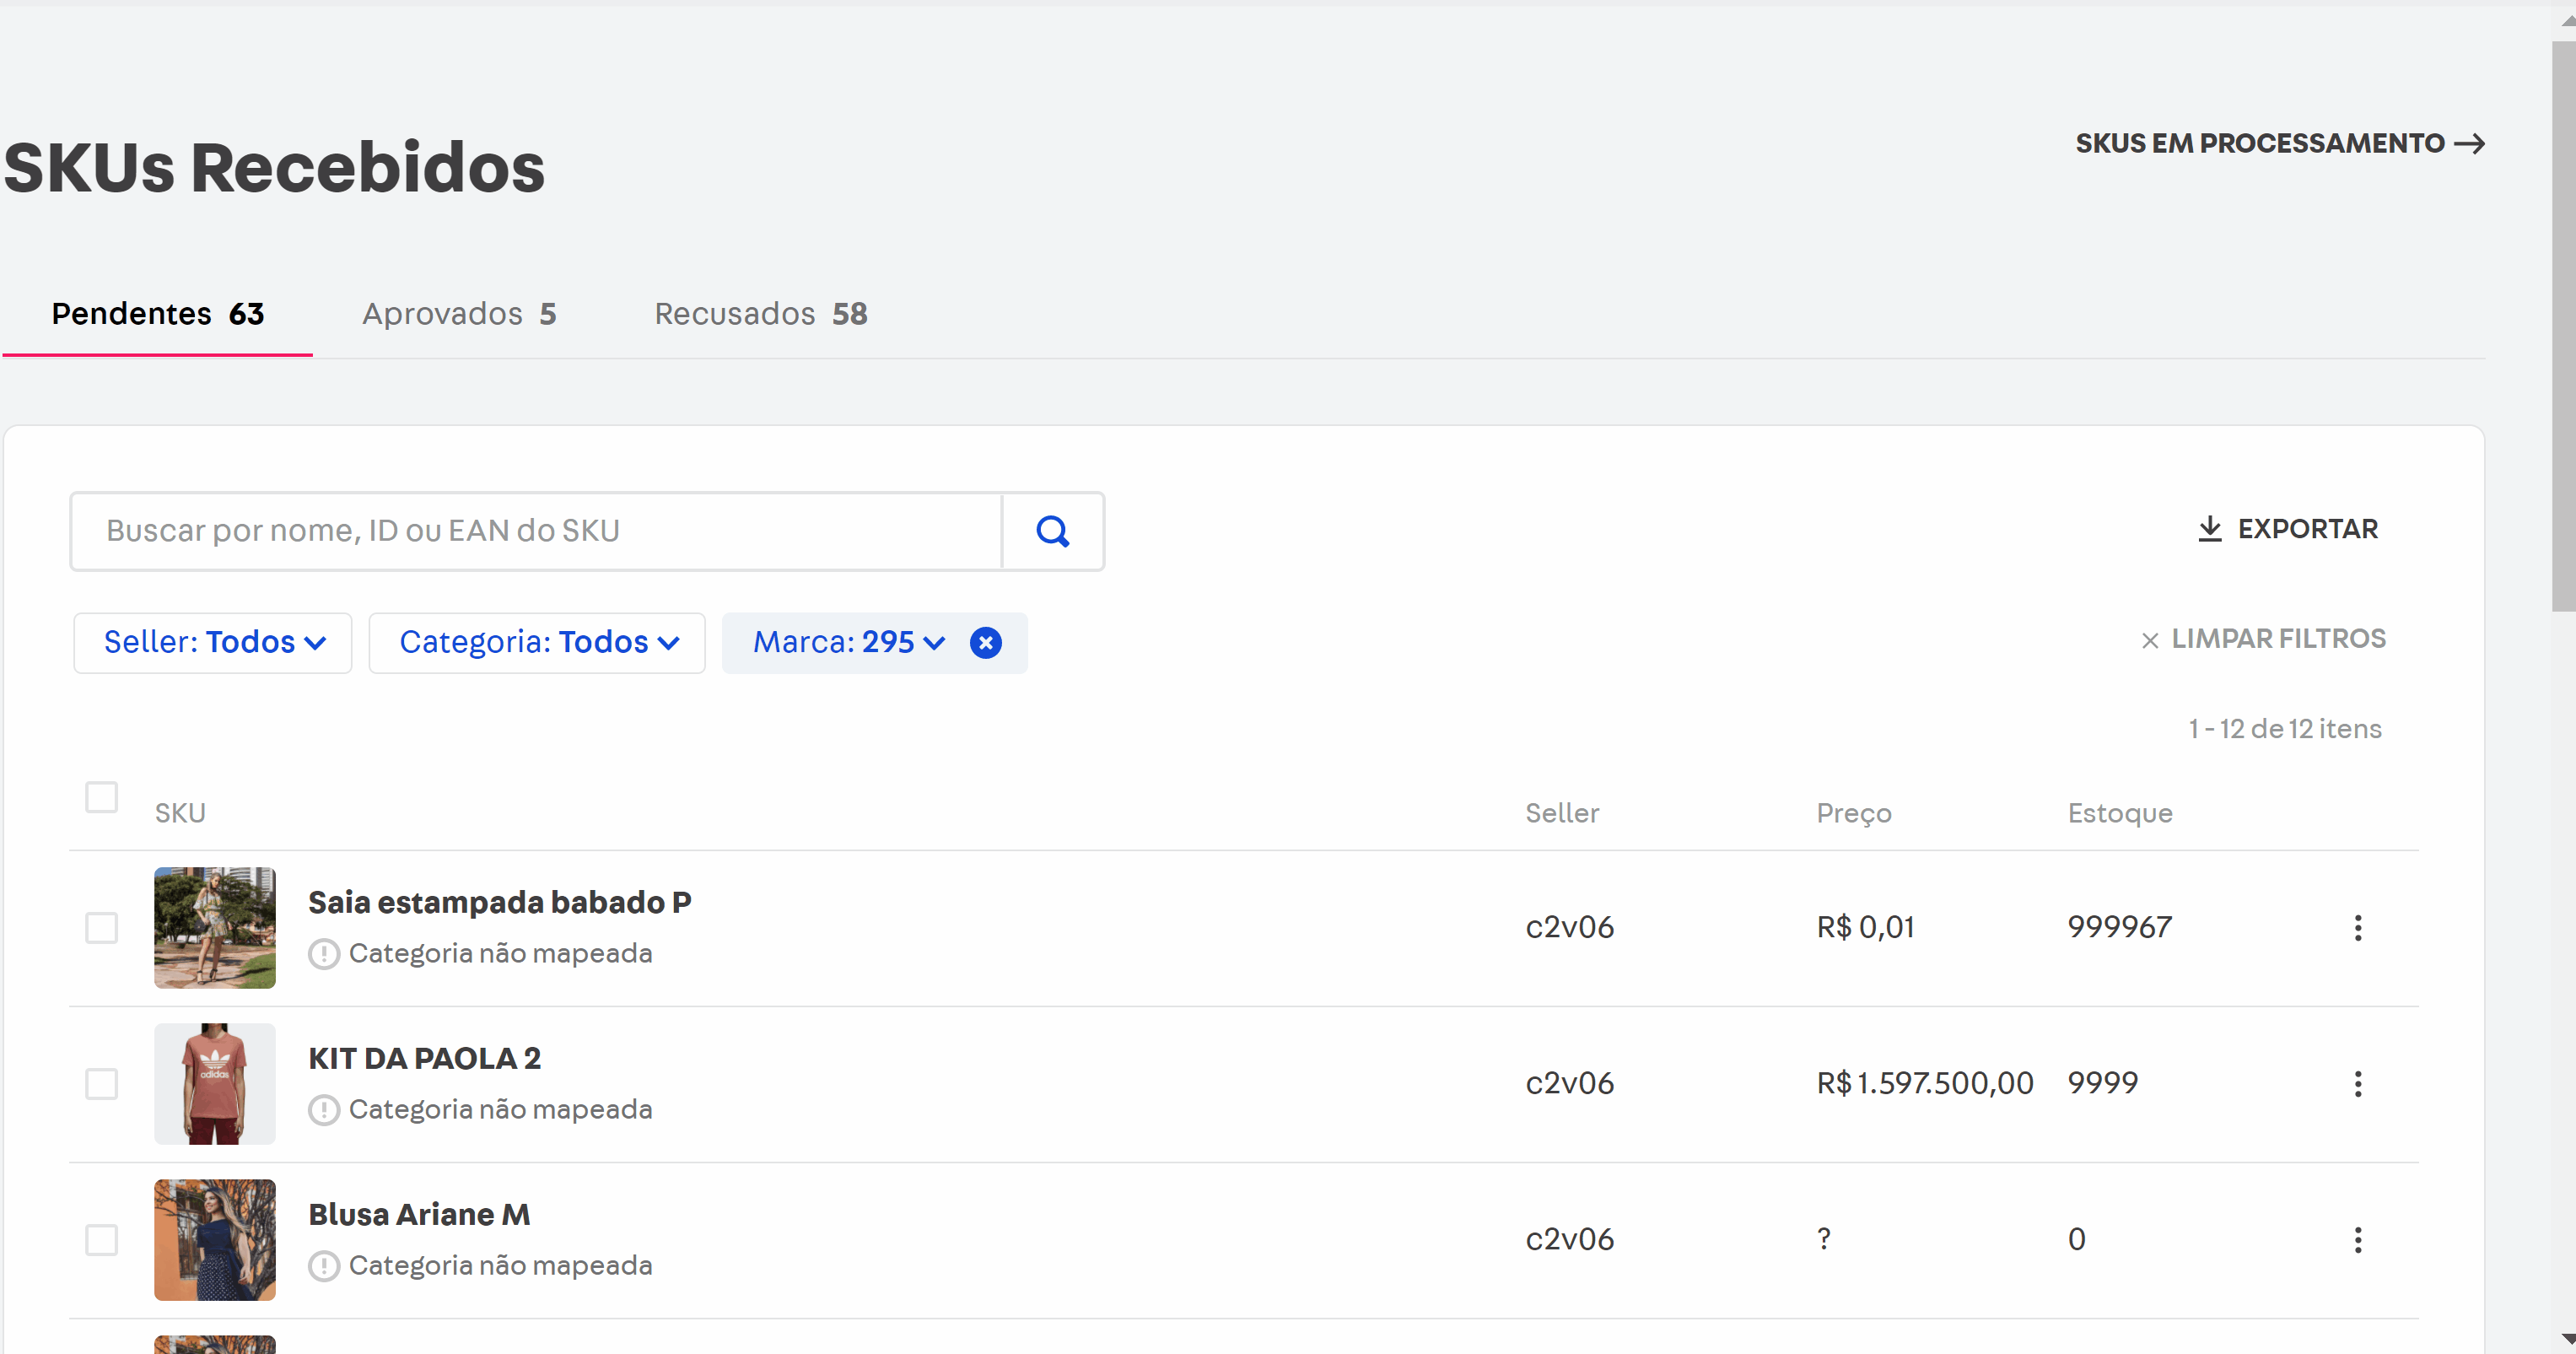 SKUs Recebidos
SKUS EM PROCESSAMENTO
Pendentes 63 Aprovados 5 Recusados 58
Buscar por nome, ID ou EAN do SKU
EXPORTAR
Seller: Todos Categoria: Todos Marca: 295
LIMPAR FILTROS
1 - 12 de 12 itens
SKU Seller Preço Estoque
Saia estampada babado P
Categoria não mapeada
c2v06 R$ 0,01 999967
adidas
KIT DA PAOLA 2
Categoria não mapeada
c2v06 R$ 1.597.500,00 9999
Blusa Ariane M
Categoria não mapeada
c2v06 ? 0